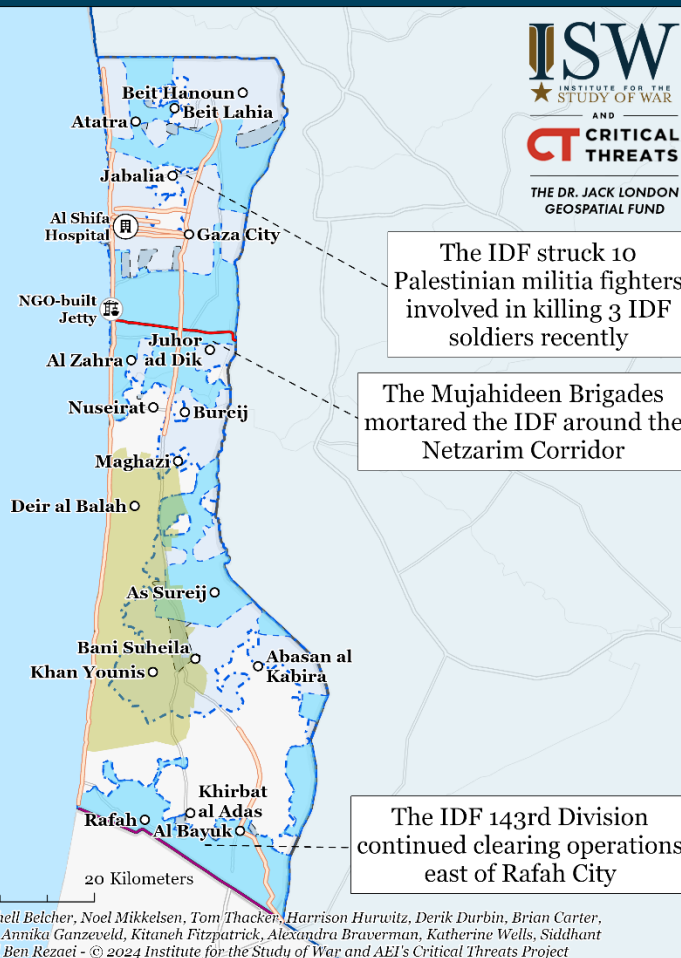 ISW
INSTITUTE FOR THE
STUDY OF WAR
AND
CT CRITICAL
THREATS
THE DR. JACK LONDON
GEOSPATIAL FUND
Beit Hanoun
Beit Lahia
Atatra
Jabalia
Al Shifa
Hospital
Gaza City
The IDF struck 10
Palestinian militia fighters
involved in killing 3 IDF
soldiers recently
NGO-built
Jetty
Juhor
ad Dik
Al Zahra
Nuseirat
Bureij
The Mujahideen Brigades
mortared the IDF around the
Netzarim Corridor
Maghazi
Deir al Balah
As Sureij
Bani Suheila
Khan Younis
Abasan al
Kabira
Khirbat
al Adas
Rafah
Al Bayuk
The IDF 143rd Division
continued clearing operations
east of Rafah City
20 Kilometers
Belcher, Noel Mikkelsen, Tom Thacker, Harrison Hurwitz, Derik Durbin, Brian Carter,
Annika Ganzeveld, Kitaneh Fitzpatrick, Alexandra Braverman, Katherine Wells, Siddhant
Ben Rezaei - © 2024 Institute for the Study of War and AEI's Critical Threats Project